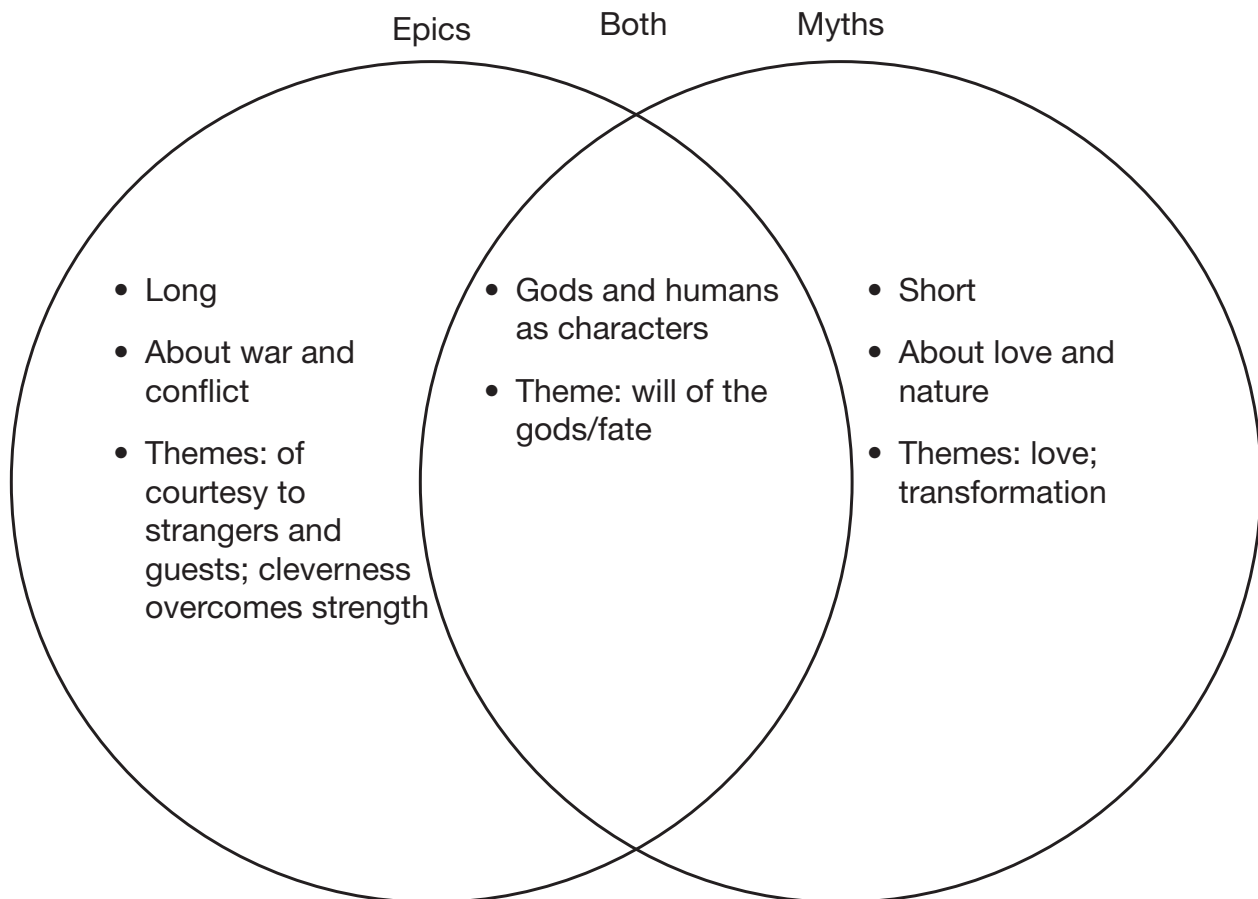 Epics Both Myths
• Long
• About war and
conflict
• Themes: of
courtesy to
strangers and
guests; cleverness
overcomes strength
• Gods and humans
as characters
• Theme: will of the
gods/fate
• Short
• About love and
nature
• Themes: love;
transformation